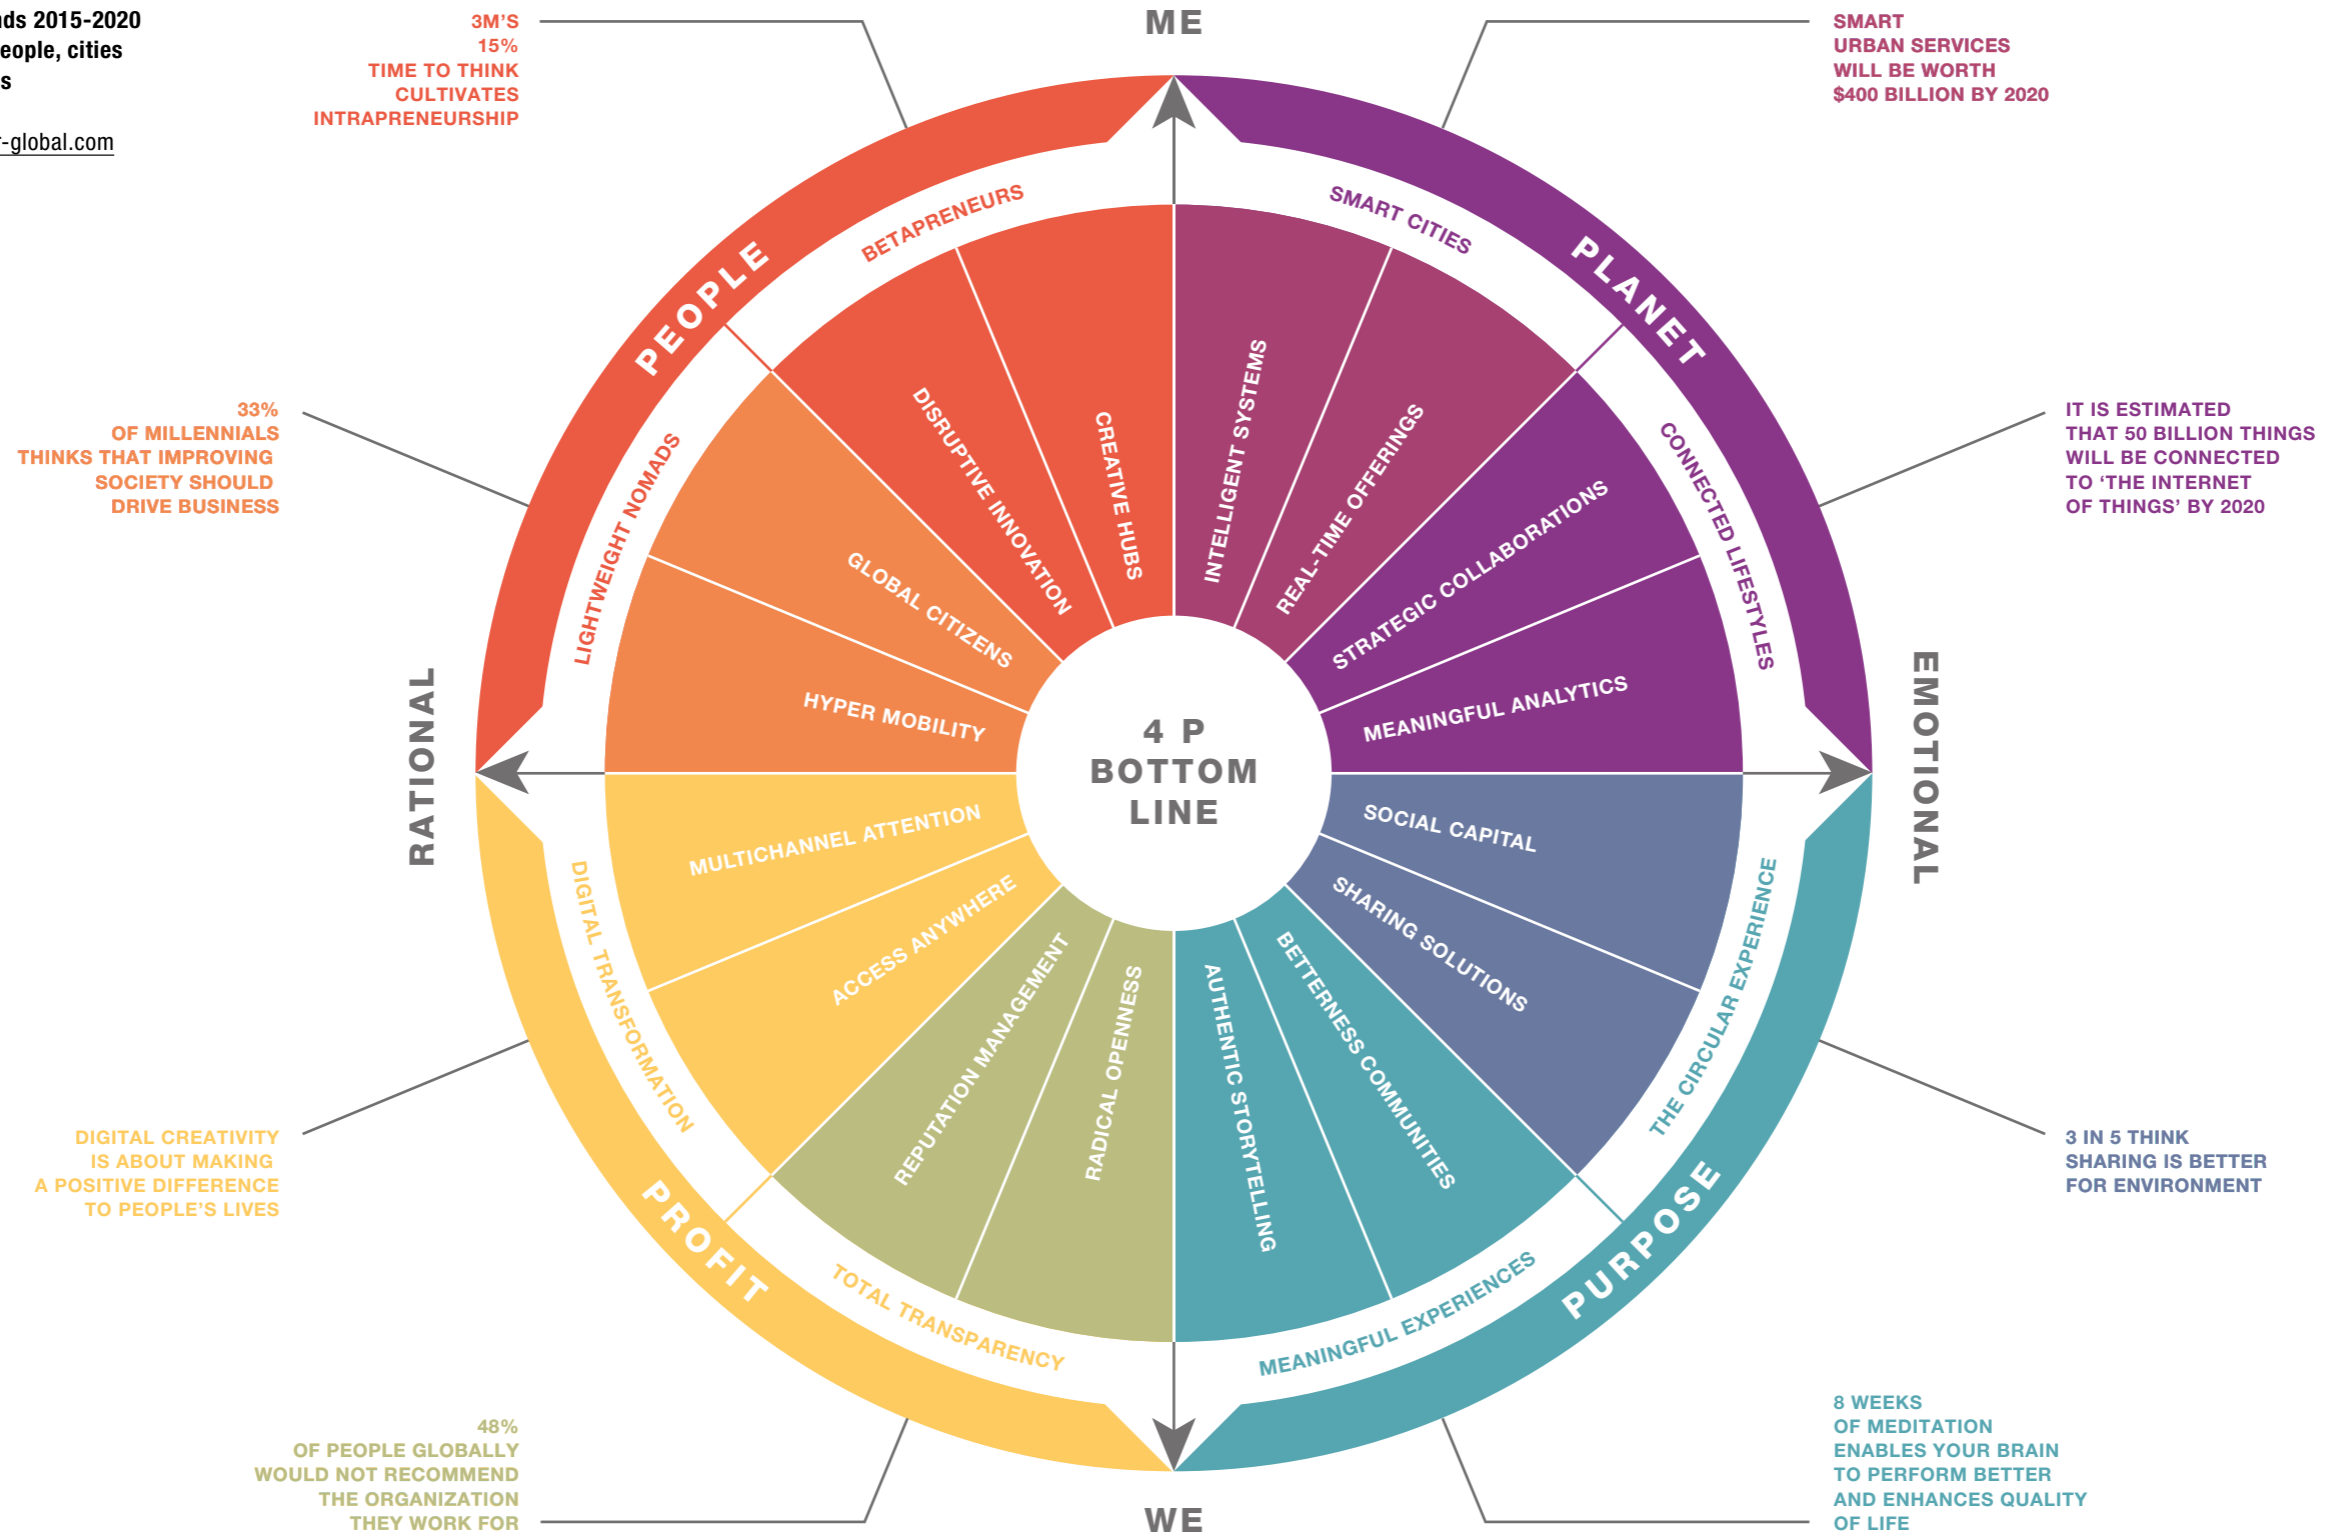 nds 2015-2020
eople, cities
s
r-global.com
3M'S
15%
TIME TO THINK
CULTIVATES
INTRAPRENEURSHIP
ME
SMART
URBAN SERVICES
WILL BE WORTH
$400 BILLION BY 2020
33%
OF MILLENNIALS
THINKS THAT IMPROVING
SOCIETY SHOULD
DRIVE BUSINESS
IT IS ESTIMATED
THAT 50 BILLION THINGS
WILL BE CONNECTED
TO ‘THE INTERNET
OF THINGS’ BY 2020
PEOPLE
BETAPRENEURS
LIGHTWEIGHT NOMADS
DISRUPTIVE INNOVATION
CREATIVE HUBS
GLOBAL CITIZENS
HYPER MOBILITY
PLANET
SMART CITIES
CONNECTED LIFESTYLES
INTELLIGENT SYSTEMS
REAL-TIME OFFERINGS
STRATEGIC COLLABORATIONS
MEANINGFUL ANALYTICS
RATIONAL
4 P
BOTTOM
LINE
EMOTIONAL
MULTICHANNEL ATTENTION
ACCESS ANYWHERE
REPUTATION MANAGEMENT
RADICAL OPENNESS
DIGITAL TRANSFORMATION
TOTAL TRANSPARENCY
PROFIT
SOCIAL CAPITAL
SHARING SOLUTIONS
BETTERNESS COMMUNITIES
AUTHENTIC STORYTELLING
THE CIRCULAR EXPERIENCE
MEANINGFUL EXPERIENCES
PURPOSE
DIGITAL CREATIVITY
IS ABOUT MAKING
A POSITIVE DIFFERENCE
TO PEOPLE'S LIVES
3 IN 5 THINK
SHARING IS BETTER
FOR ENVIRONMENT
48%
OF PEOPLE GLOBALLY
WOULD NOT RECOMMEND
THE ORGANIZATION
THEY WORK FOR
WE
8 WEEKS
OF MEDITATION
ENABLES YOUR BRAIN
TO PERFORM BETTER
AND ENHANCES QUALITY
OF LIFE